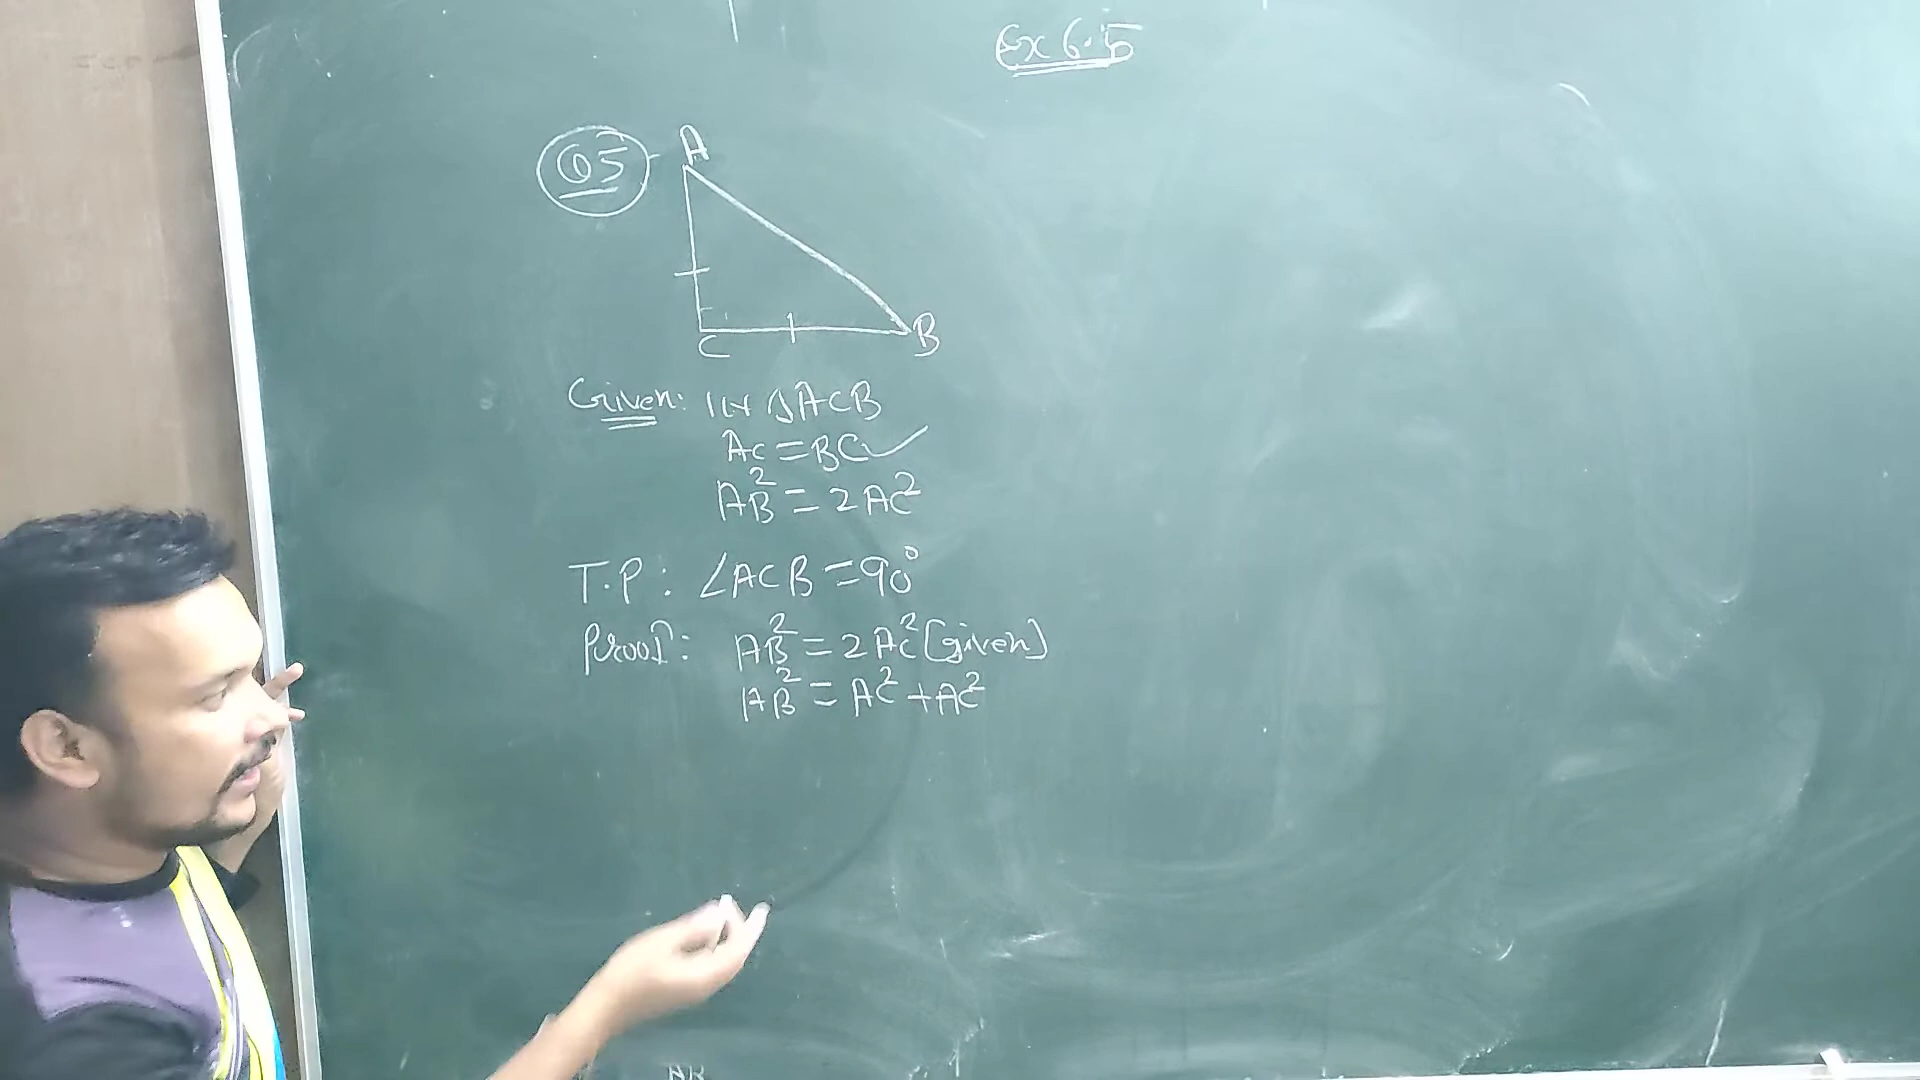 Ex 6.5
Q5
A
C
B
Given: IN △ACB
AC = BC ✓
AB² = 2AC²
T.P: ∠ACB = 90°
Proof: AB² = 2AC² [given]
AB² = AC² + AC²